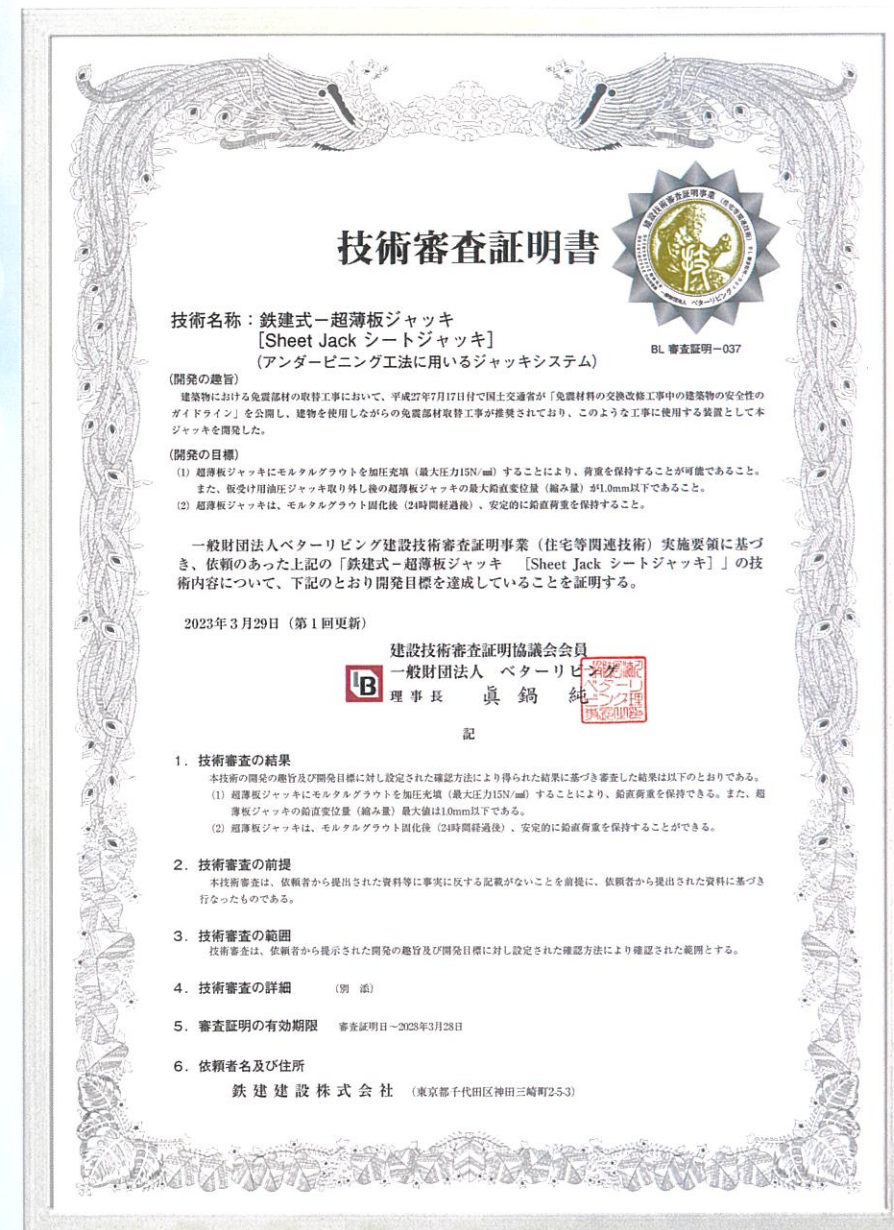 技術審査証明書
建設技術審査証明事業(住宅等関連技術)
一般財団法人 ベターリビング
技
BL 審査証明-037
技術名称:鉄建式-超薄板ジャッキ
[Sheet Jack シートジャッキ]
(アンダーピニング工法に用いるジャッキシステム)
(開発の趣旨)
建築物における免震部材の取替工事において、平成27年7月17日付で国土交通省が「免震材料の交換改修工事中の建築物の安全性の
ガイドライン」を公開し、建物を使用しながらの免震部材取替工事が推奨されており、このような工事に使用する装置として本
ジャッキを開発した。
(開発の目標)
(1) 超薄板ジャッキにモルタルグラウトを加圧充填(最大圧力15N/㎟)することにより、荷重を保持することが可能であること。
また、仮受け用油圧ジャッキ取り外し後の超薄板ジャッキの最大鉛直変位量(縮み量)が1.0mm以下であること。
(2) 超薄板ジャッキは、モルタルグラウト固化後(24時間経過後)、安定的に鉛直荷重を保持すること。
一般財団法人ベターリビング建設技術審査証明事業(住宅等関連技術)実施要領に基づ
き、依頼のあった上記の「鉄建式-超薄板ジャッキ [Sheet Jack シートジャッキ]」の技
術内容について、下記のとおり開発目標を達成していることを証明する。
2023年3月29日(第1回更新)
建設技術審査証明協議会会員
一般財団法人 ベターリビング
理事長 眞鍋 純
記
1. 技術審査の結果
本技術の開発の趣旨及び開発目標に対し設定された確認方法により得られた結果に基づき審査した結果は以下のとおりである。
(1) 超薄板ジャッキにモルタルグラウトを加圧充填(最大圧力15N/㎟)することにより、鉛直荷重を保持できる。また、超
薄板ジャッキの鉛直変位量(縮み量)最大値は1.0mm以下である。
(2) 超薄板ジャッキは、モルタルグラウト固化後(24時間経過後)、安定的に鉛直荷重を保持することができる。
2. 技術審査の前提
本技術審査は、依頼者から提出された資料等に事実に反する記載がないことを前提に、依頼者から提出された資料に基づき
行なったものである。
3. 技術審査の範囲
技術審査は、依頼者から提示された開発の趣旨及び開発目標に対し設定された確認方法により確認された範囲とする。
4. 技術審査の詳細 (別 添)
5. 審査証明の有効期限 審査証明日~2028年3月28日
6. 依頼者名及び住所
鉄建建設株式会社 (東京都千代田区神田三崎町2-5-3)